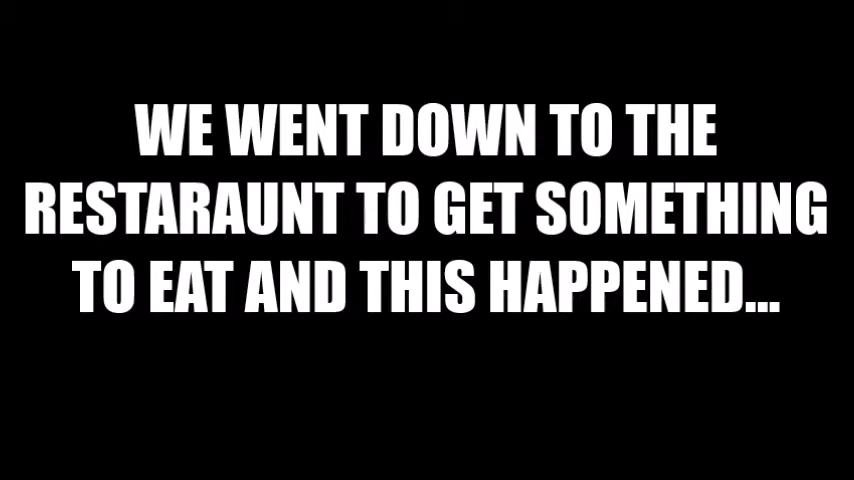 WE WENT DOWN TO THE
RESTARAUNT TO GET SOMETHING
TO EAT AND THIS HAPPENED...